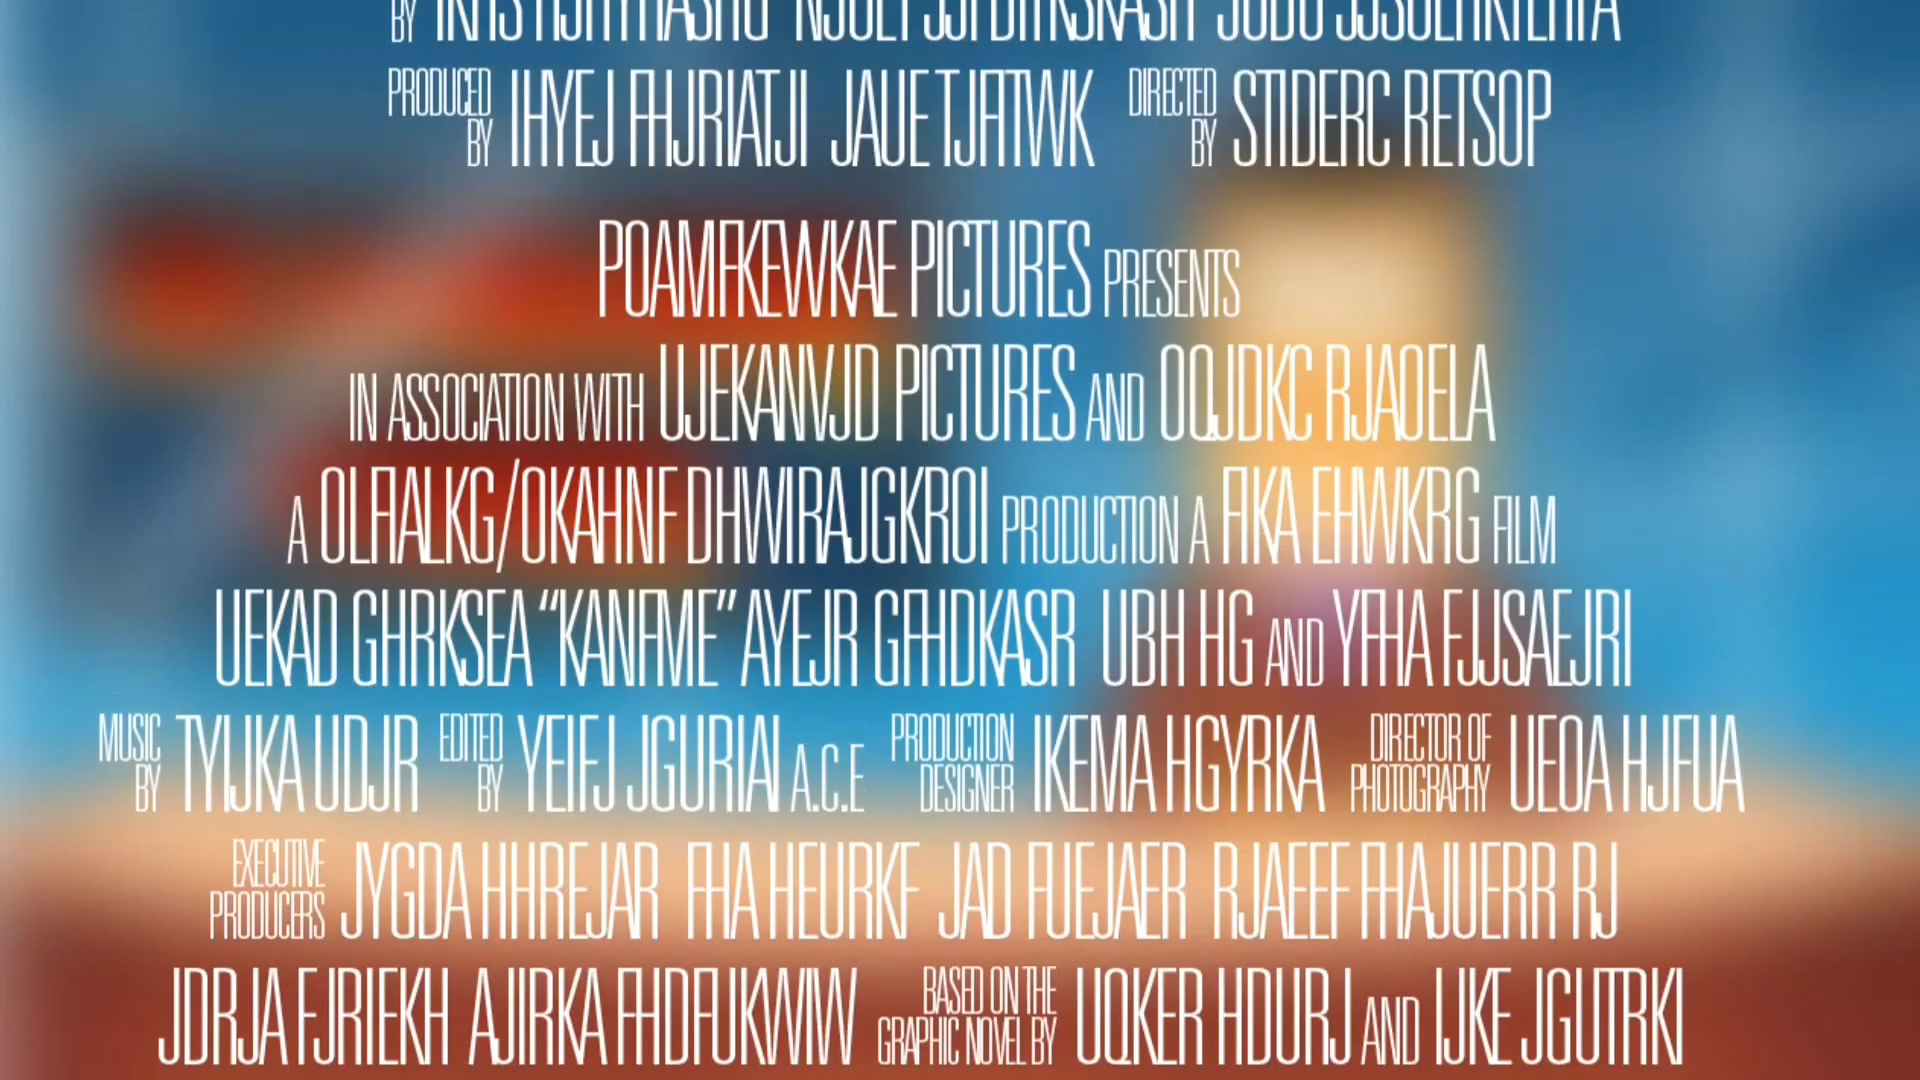 BY
PRODUCED BY IHYEJ FHJRIATJI JAUETJFITWK DIRECTED BY STIDERC RETSOP
POAMFKEWKAE PICTURES PRESENTS
IN ASSOCIATION WITH UJEKANVJD PICTURES AND OQJDKC RJAOELA
A OLFIALKG/OKAHNF DHWIRAJGKROI PRODUCTION A FIKA EHWKRG FILM
UEKAD GHRKSEA “KANFME” AYEJR GFHDKASR UBH HG AND YFHA FJJSAEJRI
MUSIC BY TYIJKA UDJR EDITED BY YEIFJ JGURIAI A.C.E PRODUCTION DESIGNER IKEMA HGYRKA DIRECTOR OF PHOTOGRAPHY UEOA HJFUA
EXECUTIVE PRODUCERS JYGDA HHREJAR FHA HEURKF JAD FUEJAER RJAEEF FHAJUERR RJ
JDRJA FJRIEKH AJIRKA FHDFUKWIW BASED ON THE GRAPHIC NOVEL BY UQKER HDURJ AND IJKE JGUTRKI